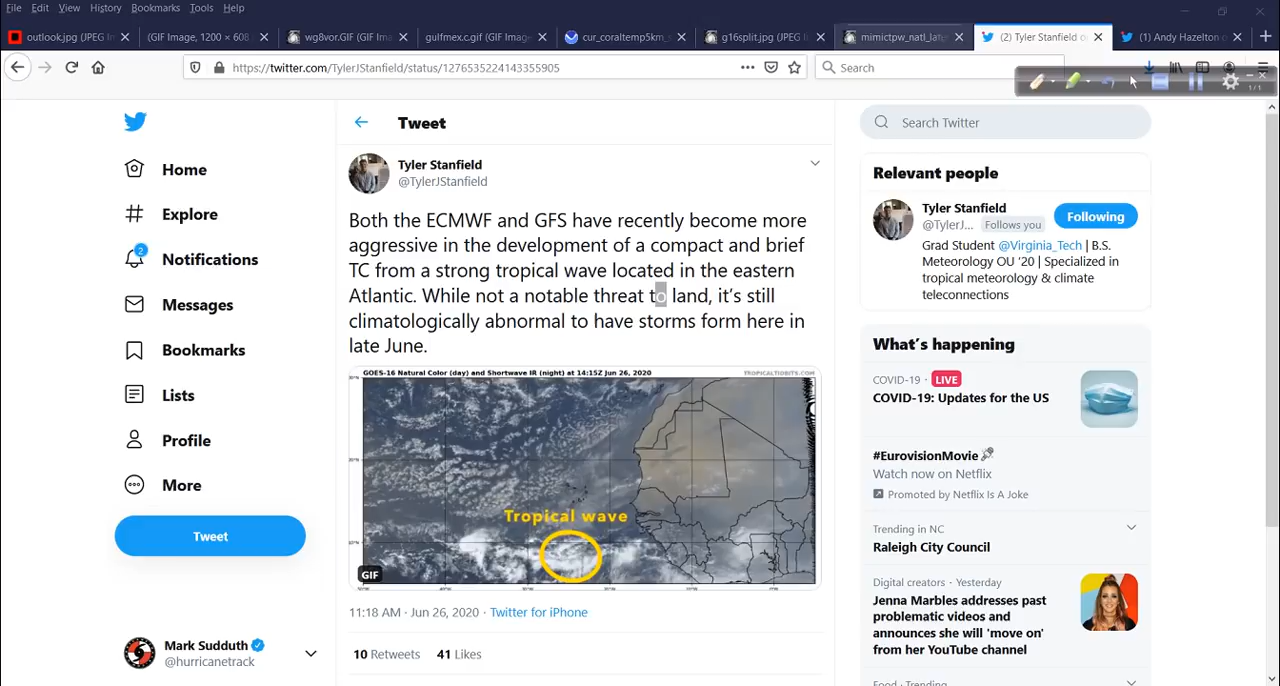 File Edit View History Bookmarks Tools Help
outlook.jpg (JPEG Im
(GIF Image, 1200 × 608
wg8vor.GIF (GIF Ima
gulfmex.c.gif (GIF Imag
cur_coraltemp5km_s
g16split.jpg (JPEG I
mimictpw_natl_late
(2) Tyler Stanfield o
(1) Andy Hazelton o
https://twitter.com/TylerJStanfield/status/1276535224143355905
Search
1/1
Home
Explore
2
Notifications
Messages
Bookmarks
Lists
Profile
More
Tweet
Mark Sudduth
@hurricanetrack
Tweet
Tyler Stanfield
@TylerJStanfield
Both the ECMWF and GFS have recently become more
aggressive in the development of a compact and brief
TC from a strong tropical wave located in the eastern
Atlantic. While not a notable threat to land, it's still
climatologically abnormal to have storms form here in
late June.
GOES-16 Natural Color (day) and Shortwave IR (night) at 14:15Z Jun 26, 2020 TROPICALTIDBITS.COM
Tropical wave
GIF
11:18 AM · Jun 26, 2020 · Twitter for iPhone
10 Retweets 41 Likes
Search Twitter
Relevant people
Tyler Stanfield
@TylerJ... Follows you
Following
Grad Student @Virginia_Tech | B.S.
Meteorology OU '20 | Specialized in
tropical meteorology & climate
teleconnections
What's happening
COVID-19 · LIVE
COVID-19: Updates for the US
#EurovisionMovie
Watch now on Netflix
Promoted by Netflix Is A Joke
Trending in NC
Raleigh City Council
Digital creators · Yesterday
Jenna Marbles addresses past
problematic videos and
announces she will 'move on'
from her YouTube channel
Food · Trending